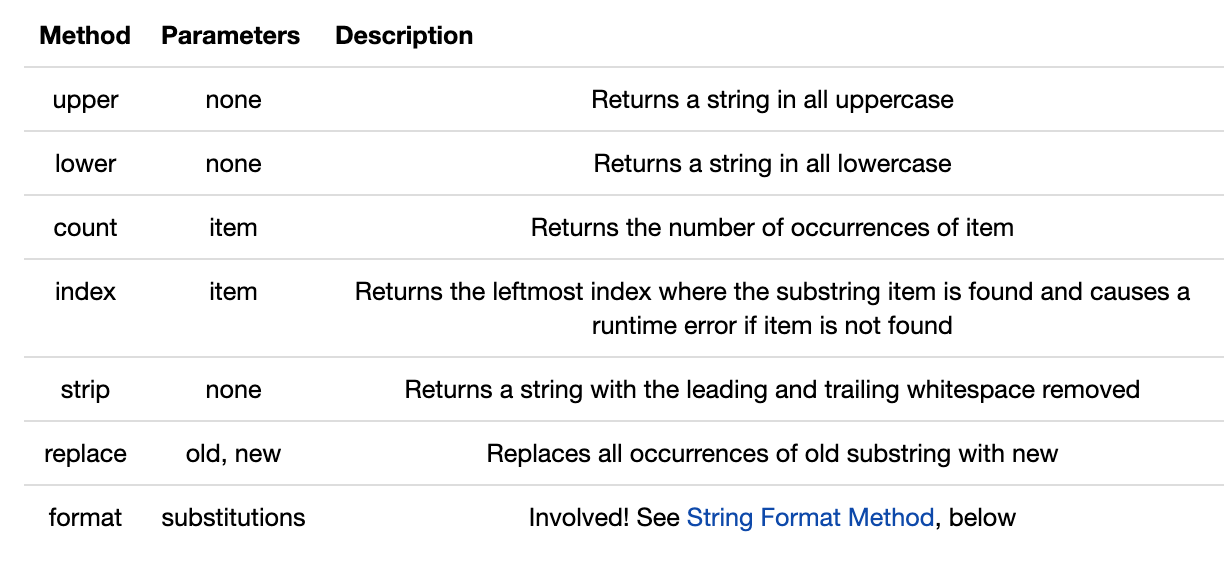 Method Parameters Description
upper none Returns a string in all uppercase
lower none Returns a string in all lowercase
count item Returns the number of occurrences of item
index item Returns the leftmost index where the substring item is found and causes a
runtime error if item is not found
strip none Returns a string with the leading and trailing whitespace removed
replace old, new Replaces all occurrences of old substring with new
format substitutions Involved! See String Format Method, below